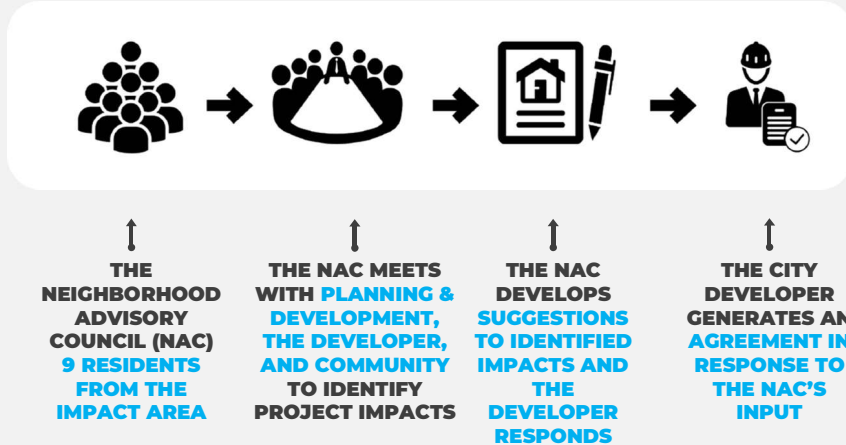 THE
NEIGHBORHOOD
ADVISORY
COUNCIL (NAC)
9 RESIDENTS
FROM THE
IMPACT AREA
THE NAC MEETS
WITH PLANNING &
DEVELOPMENT,
THE DEVELOPER,
AND COMMUNITY
TO IDENTIFY
PROJECT IMPACTS
THE NAC
DEVELOPS
SUGGESTIONS
TO IDENTIFIED
IMPACTS AND
THE
DEVELOPER
RESPONDS
THE CITY
DEVELOPER
GENERATES AN
AGREEMENT IN
RESPONSE TO
THE NAC'S
INPUT